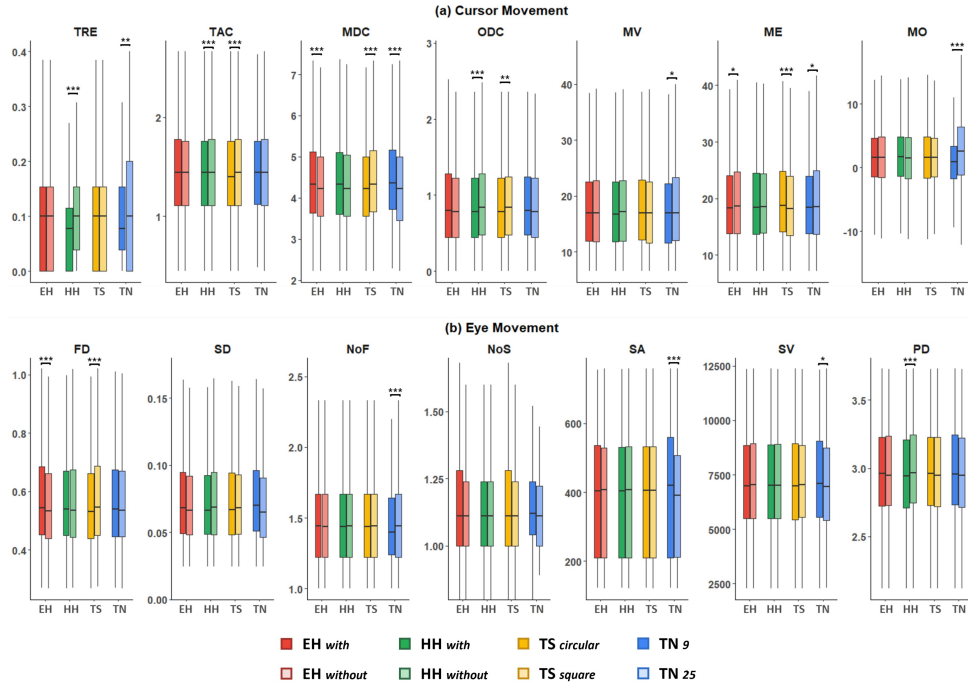 (a) Cursor Movement
TRE TAC MDC ODC MV ME MO
** *** *** *** *** *** *** *** ** * * *** * ***
0.4 0.3 0.2 0.1 0.0
2 1
7 6 5 4 3 2
3 2 1 0
40 30 20 10
40 30 20 10
10 0 -10
EH HH TS TN EH HH TS TN EH HH TS TN EH HH TS TN EH HH TS TN EH HH TS TN EH HH TS TN
(b) Eye Movement
FD SD NoF NoS SA SV PD
*** *** *** *** * ***
1.0 0.8 0.6 0.4
0.15 0.10 0.05 0.00
2.5 2.0 1.5 1.0
1.50 1.25 1.00
600 400 200
12500 10000 7500 5000 2500
3.5 3.0 2.5
EH HH TS TN EH HH TS TN EH HH TS TN EH HH TS TN EH HH TS TN EH HH TS TN EH HH TS TN
EH with HH with TS circular TN 9
EH without HH without TS square TN 25